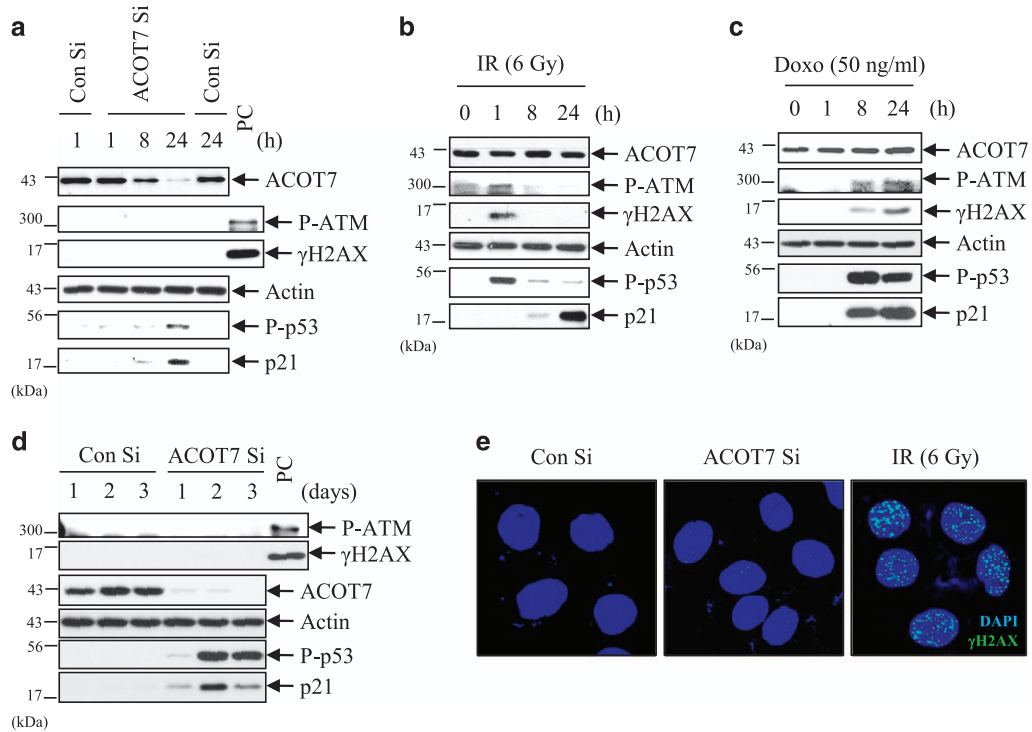 a
Con Si
ACOT7 Si
Con Si
PC
1 1 8 24 24 (h)
43 ACOT7
300 P-ATM
17 γH2AX
43 Actin
56 P-p53
17 p21
(kDa)
b
IR (6 Gy)
0 1 8 24 (h)
43 ACOT7
300 P-ATM
17 γH2AX
43 Actin
56 P-p53
17 p21
(kDa)
c
Doxo (50 ng/ml)
0 1 8 24 (h)
43 ACOT7
300 P-ATM
17 γH2AX
43 Actin
56 P-p53
17 p21
(kDa)
d
Con Si ACOT7 Si PC
1 2 3 1 2 3 (days)
300 P-ATM
17 γH2AX
43 ACOT7
43 Actin
56 P-p53
17 p21
(kDa)
e
Con Si ACOT7 Si IR (6 Gy)
DAPI
γH2AX